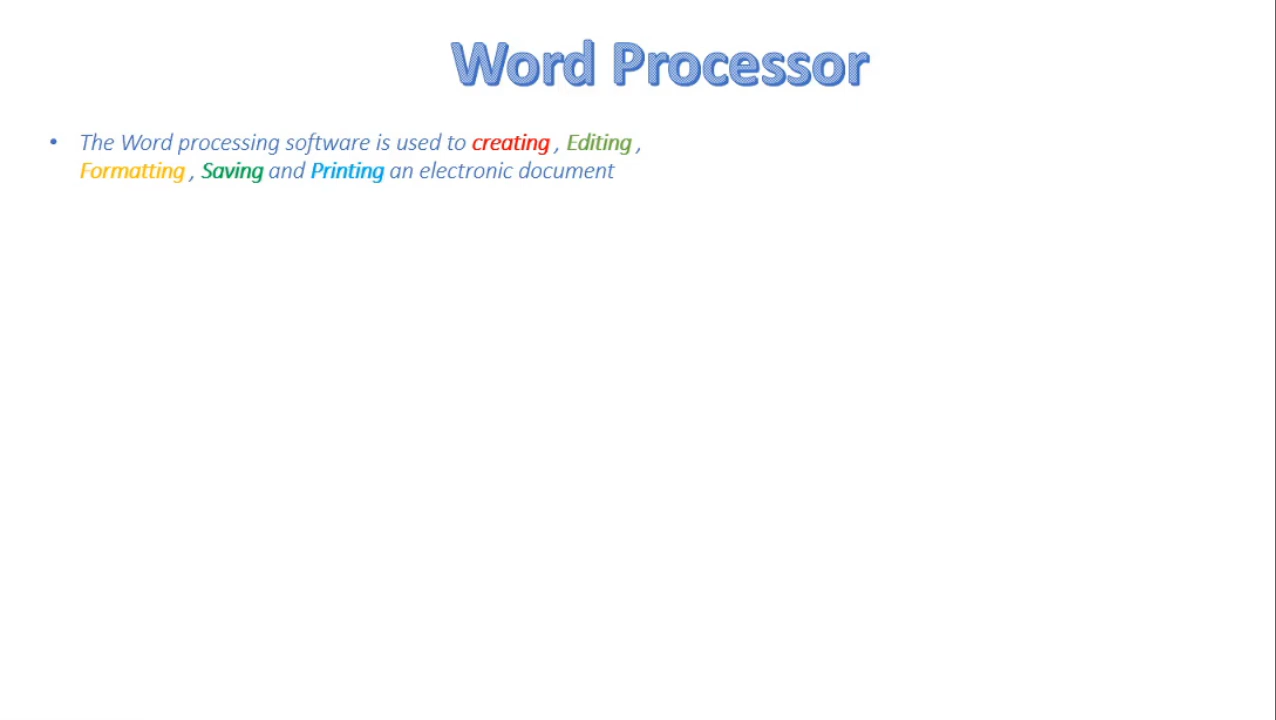 Word Processor
• The Word processing software is used to creating , Editing ,
Formatting , Saving and Printing an electronic document